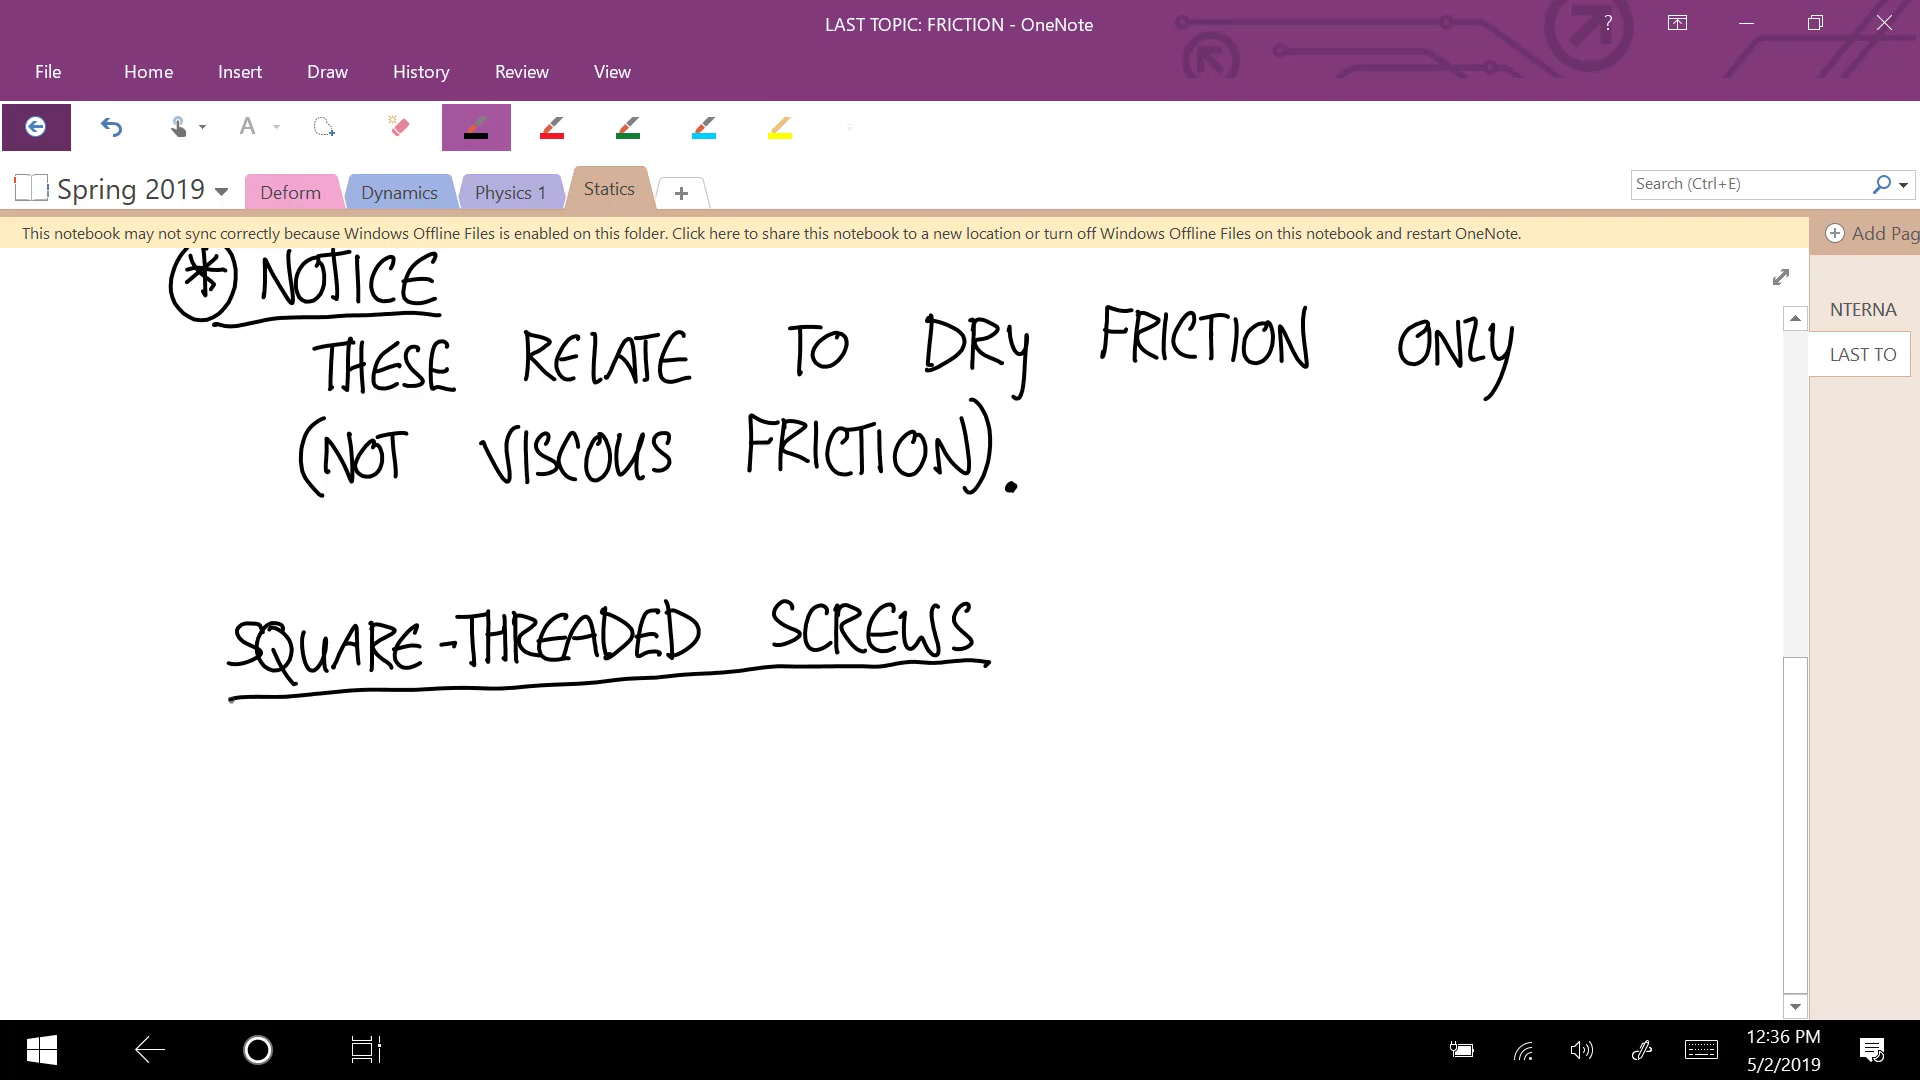 LAST TOPIC: FRICTION - OneNote
?
File Home Insert Draw History Review View
A
Spring 2019 Deform Dynamics Physics 1 Statics +
Search (Ctrl+E)
This notebook may not sync correctly because Windows Offline Files is enabled on this folder. Click here to share this notebook to a new location or turn off Windows Offline Files on this notebook and restart OneNote.
Add Pag
NTERNA
LAST TO
* NOTICE
THESE RELATE TO DRY FRICTION ONLY
(NOT VISCOUS FRICTION).
SQUARE-THREADED SCREWS
12:36 PM
5/2/2019